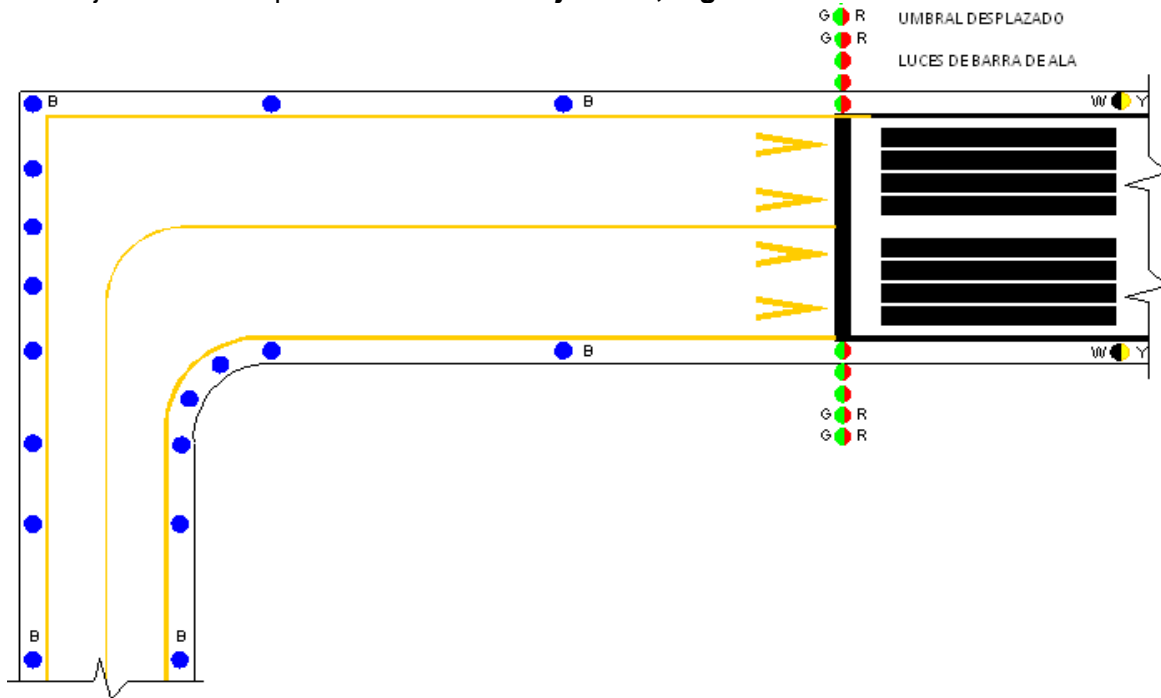 G R UMBRAL DESPLAZADO
G R
LUCES DE BARRA DE ALA
B B W Y
B W Y
G R
G R
B B